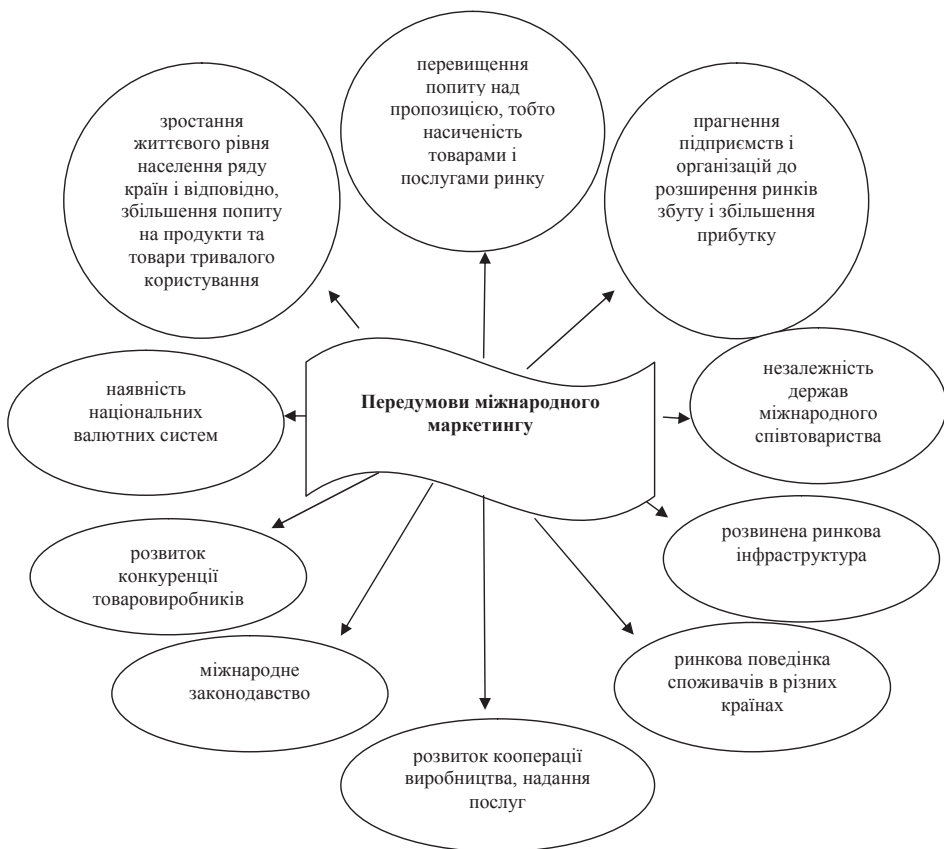 перевищення
попиту над
пропозицією, тобто
насиченість
товарами і
послугами ринку
зростання
життєвого рівня
населення ряду
країн і відповідно,
збільшення попиту
на продукти та
товари тривалого
користування
прагнення
підприємств і
організацій до
розширення ринків
збуту і збільшення
прибутку
Передумови міжнародного
маркетингу
наявність
національних
валютних систем
незалежність
держав
міжнародного
співтовариства
розвиток
конкуренції
товаровиробників
розвинена ринкова
інфраструктура
міжнародне
законодавство
ринкова поведінка
споживачів в різних
країнах
розвиток кооперації
виробництва, надання
послуг